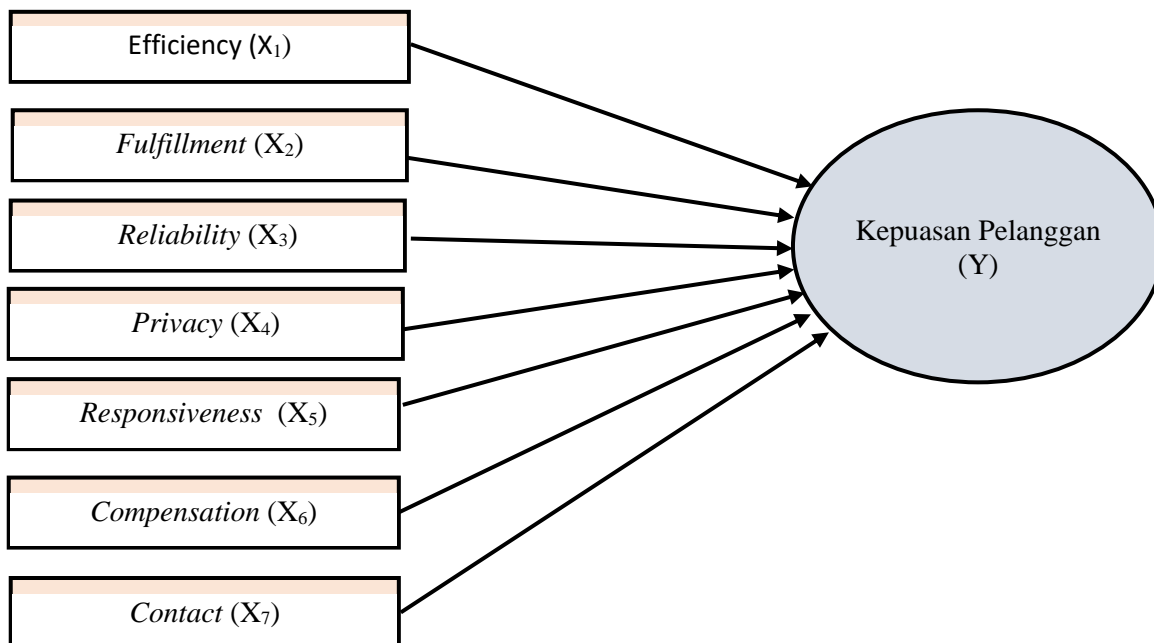 Efficiency (X₁)
Fulfillment (X₂)
Reliability (X₃)
Privacy (X₄)
Responsiveness (X₅)
Compensation (X₆)
Contact (X₇)
Kepuasan Pelanggan
(Y)